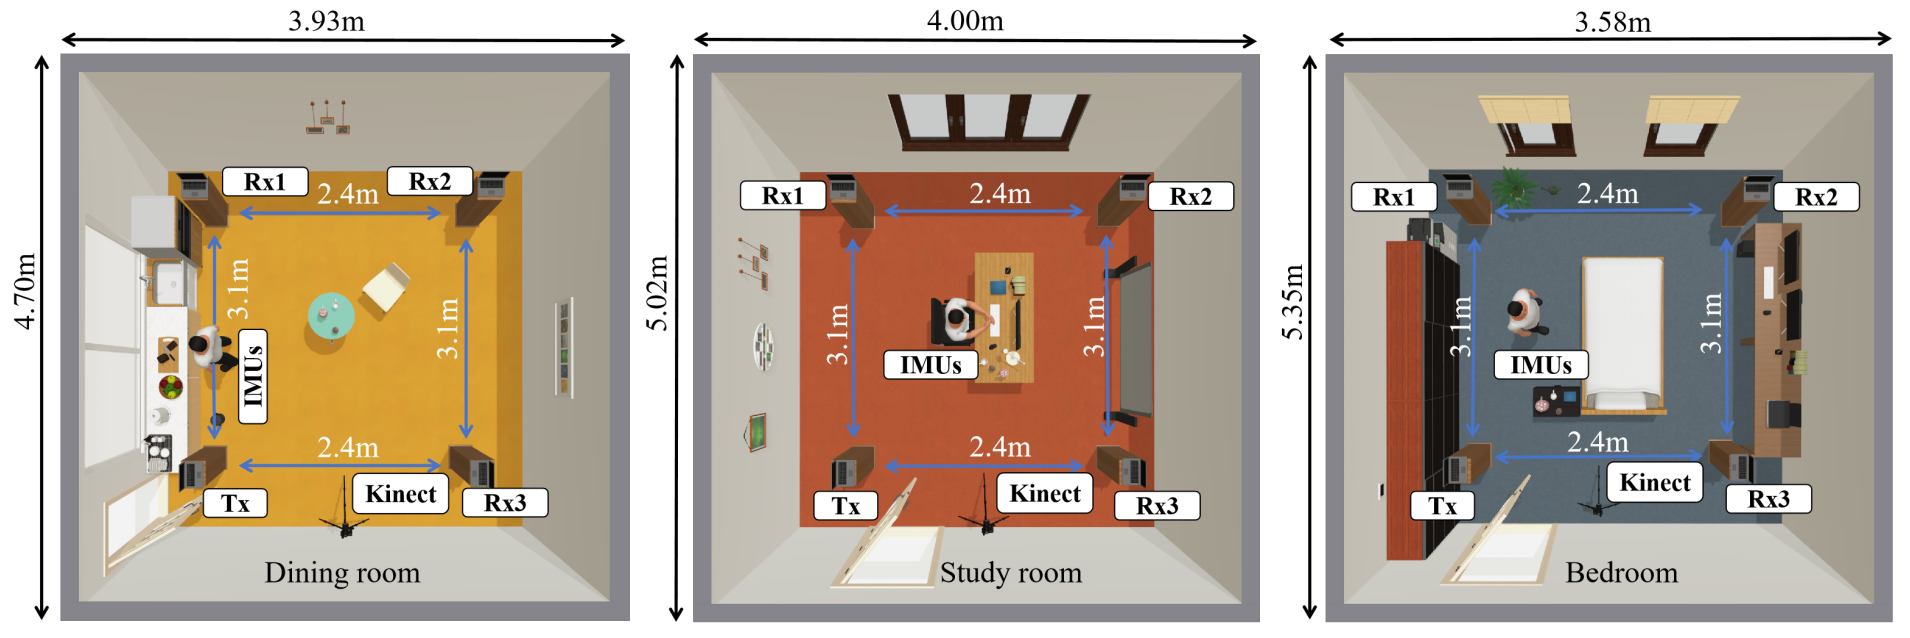 3.93m
4.70m
Rx1
2.4m
Rx2
3.1m
3.1m
IMUs
2.4m
Tx
Kinect
Rx3
Dining room
4.00m
5.02m
Rx1
2.4m
Rx2
3.1m
3.1m
IMUs
2.4m
Tx
Kinect
Rx3
Study room
3.58m
5.35m
Rx1
2.4m
Rx2
3.1m
3.1m
IMUs
2.4m
Tx
Kinect
Rx3
Bedroom